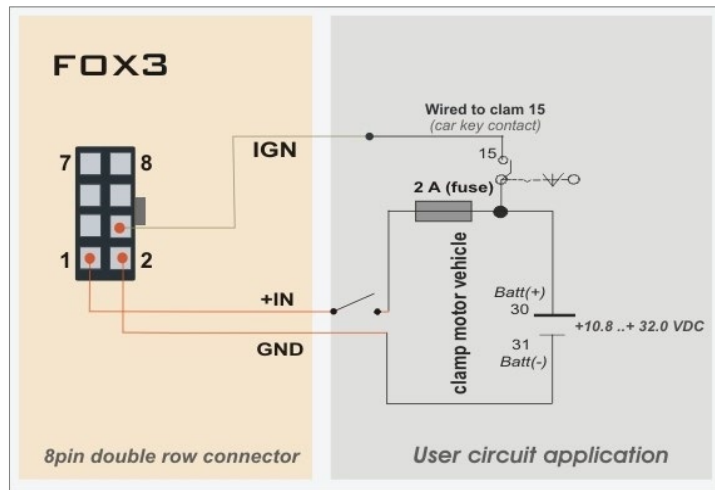 FOX3
Wired to clam 15
(car key contact)
IGN
15
7
8
2 A (fuse)
1
2
clamp motor vehicle
+IN
Batt(+)
30
+10.8 ..+ 32.0 VDC
31
Batt(-)
GND
8pin double row connector
User circuit application